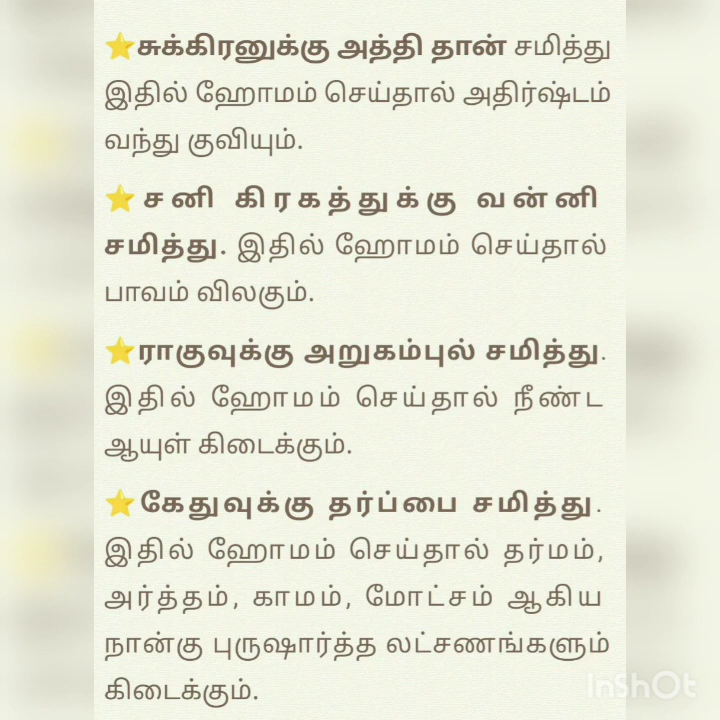 ⭐சுக்கிரனுக்கு அத்தி தான் சமித்து
இதில் ஹோமம் செய்தால் அதிர்ஷ்டம்
வந்து குவியும்.
⭐சனி கிரகத்துக்கு வன்னி
சமித்து. இதில் ஹோமம் செய்தால்
பாவம் விலகும்.
⭐ராகுவுக்கு அறுகம்புல் சமித்து.
இதில் ஹோமம் செய்தால் நீண்ட
ஆயுள் கிடைக்கும்.
⭐கேதுவுக்கு தர்ப்பை சமித்து.
இதில் ஹோமம் செய்தால் தர்மம்,
அர்த்தம், காமம், மோட்சம் ஆகிய
நான்கு புருஷார்த்த லட்சணங்களும்
கிடைக்கும்.
InShOt